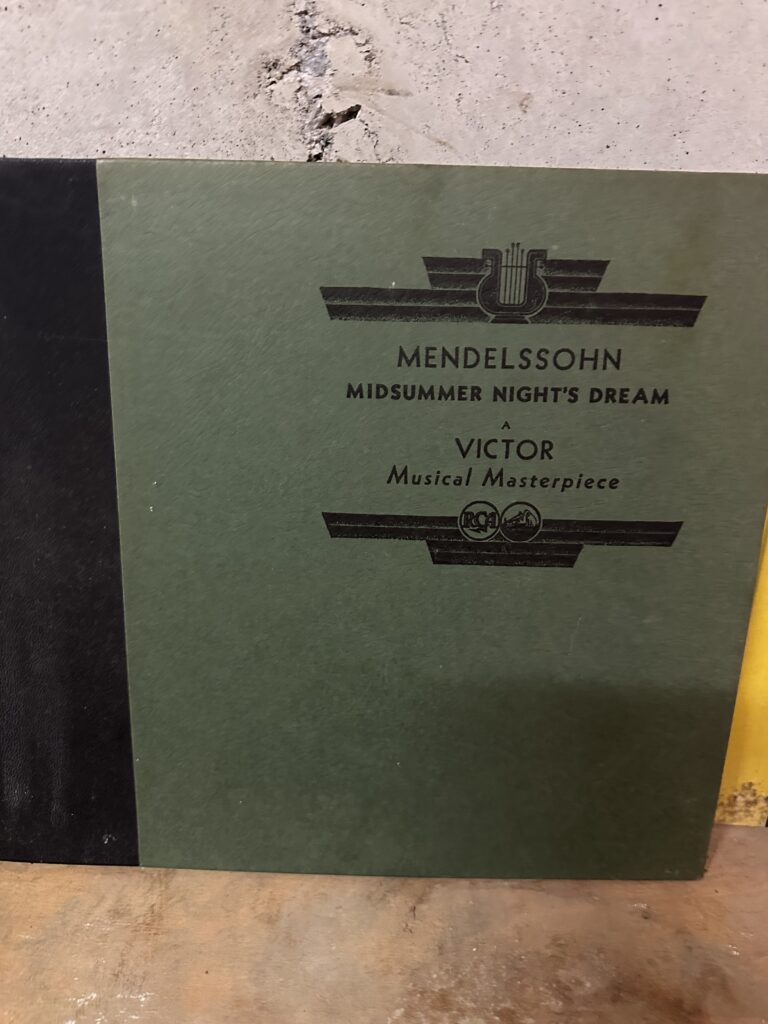 MENDELSSOHN
MIDSUMMER NIGHT'S DREAM
A
VICTOR
Musical Masterpiece
RCA